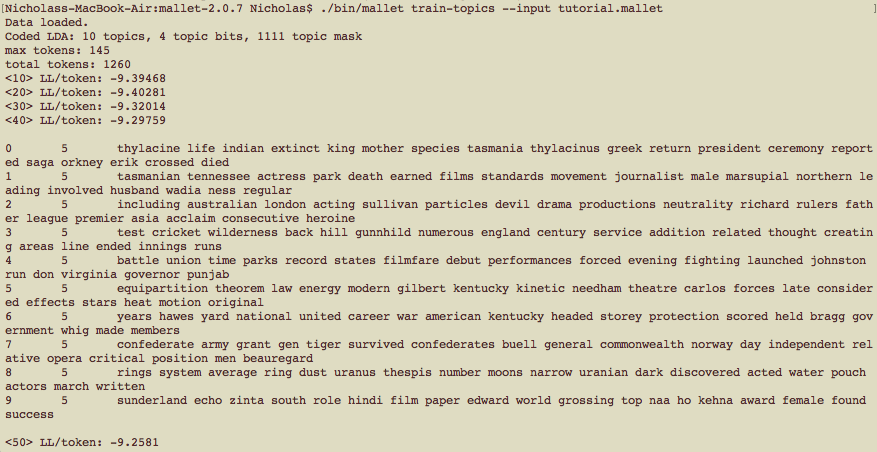 [Nicholass-MacBook-Air:mallet-2.0.7 Nicholas$ ./bin/mallet train-topics --input tutorial.mallet ]
Data loaded.
Coded LDA: 10 topics, 4 topic bits, 1111 topic mask
max tokens: 145
total tokens: 1260
<10> LL/token: -9.39468
<20> LL/token: -9.40281
<30> LL/token: -9.32014
<40> LL/token: -9.29759
0 5 thylacine life indian extinct king mother species tasmania thylacinus greek return president ceremony report
ed saga orkney erik crossed died
1 5 tasmanian tennessee actress park death earned films standards movement journalist male marsupial northern le
ading involved husband wadia ness regular
2 5 including australian london acting sullivan particles devil drama productions neutrality richard rulers fath
er league premier asia acclaim consecutive heroine
3 5 test cricket wilderness back hill gunnhild numerous england century service addition related thought creatin
g areas line ended innings runs
4 5 battle union time parks record states filmfare debut performances forced evening fighting launched johnston
run don virginia governor punjab
5 5 equipartition theorem law energy modern gilbert kentucky kinetic needham theatre carlos forces late consider
ed effects stars heat motion original
6 5 years hawes yard national united career war american kentucky headed storey protection scored held bragg gov
ernment whig made members
7 5 confederate army grant gen tiger survived confederates buell general commonwealth norway day independent rel
ative opera critical position men beauregard
8 5 rings system average ring dust uranus thespis number moons narrow uranian dark discovered acted water pouch
actors march written
9 5 sunderland echo zinta south role hindi film paper edward world grossing top naa ho kehna award female found
success
<50> LL/token: -9.2581